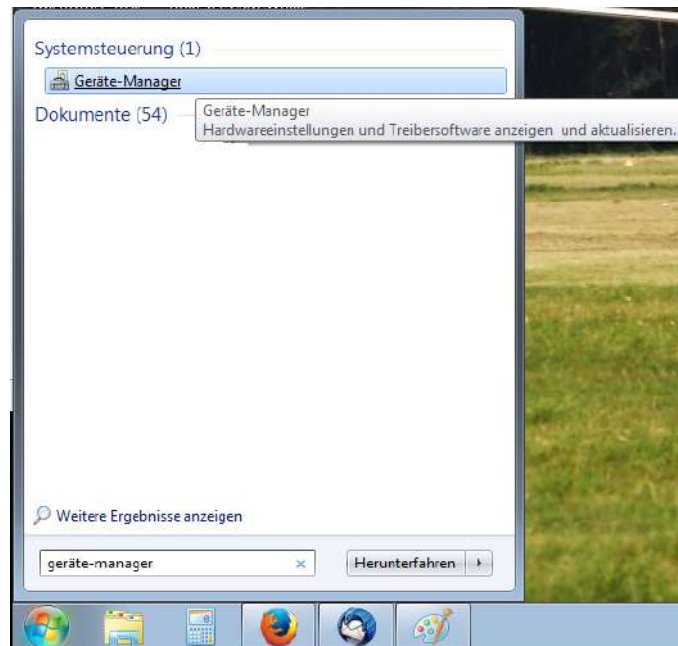 Systemsteuerung (1)
Geräte-Manager
Dokumente (54)
Geräte-Manager
Hardwareeinstellungen und Treibersoftware anzeigen und aktualisieren.
Weitere Ergebnisse anzeigen
geräte-manager
Herunterfahren